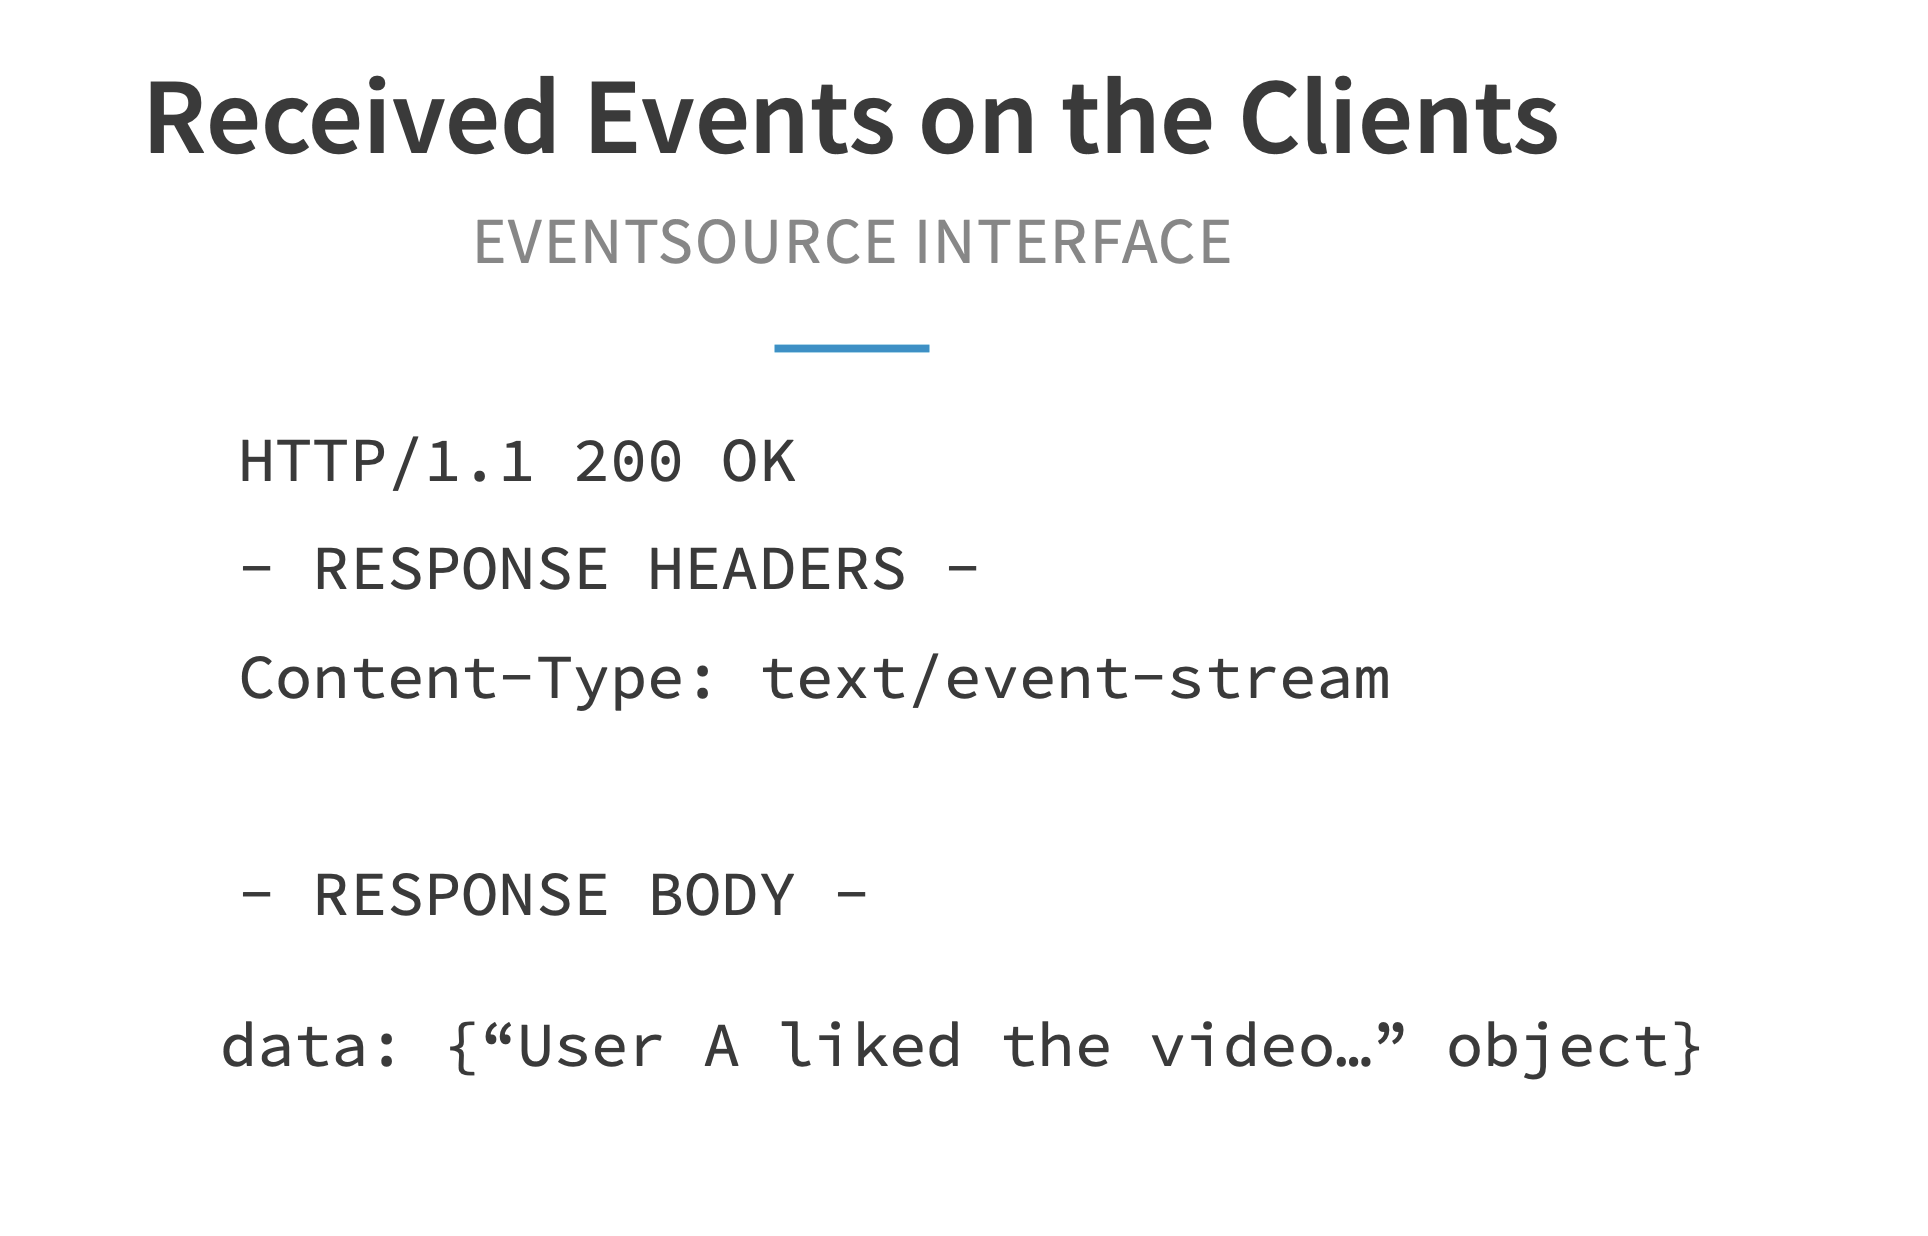 Received Events on the Clients
EVENTSOURCE INTERFACE
HTTP/1.1 200 OK
- RESPONSE HEADERS -
Content-Type: text/event-stream
- RESPONSE BODY -
data: {“User A liked the video…” object}